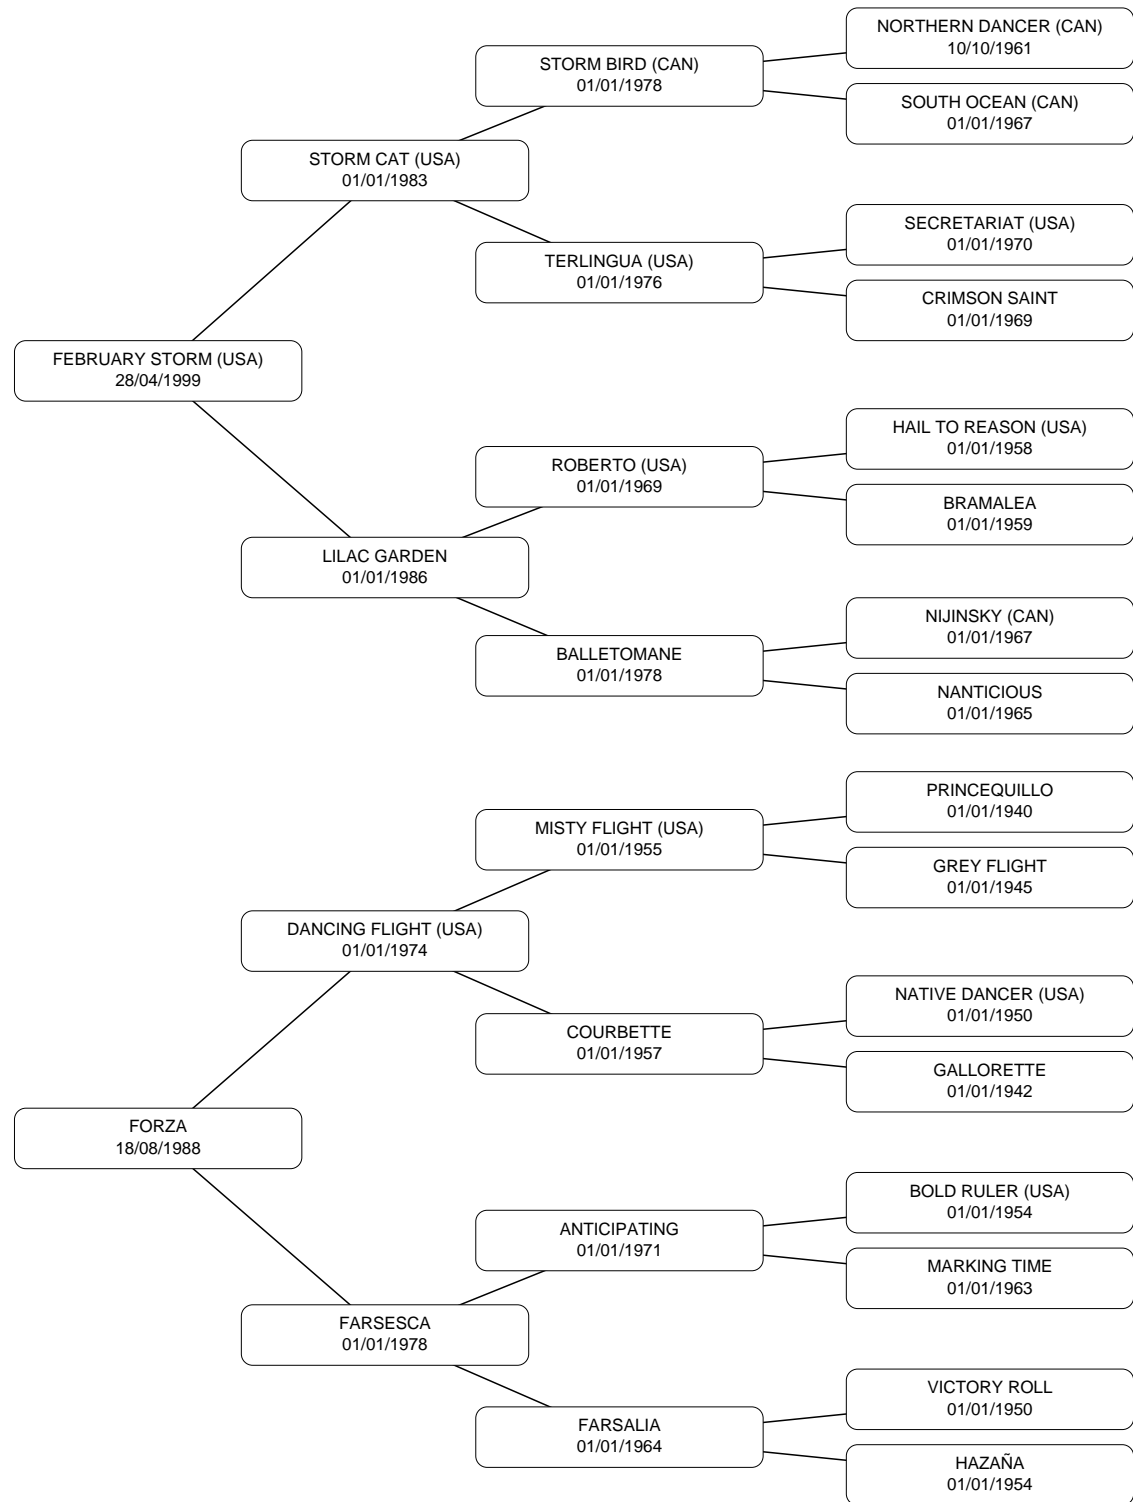 NORTHERN DANCER (CAN)
10/10/1961
STORM BIRD (CAN)
01/01/1978
SOUTH OCEAN (CAN)
01/01/1967
STORM CAT (USA)
01/01/1983
SECRETARIAT (USA)
01/01/1970
TERLINGUA (USA)
01/01/1976
CRIMSON SAINT
01/01/1969
FEBRUARY STORM (USA)
28/04/1999
HAIL TO REASON (USA)
01/01/1958
ROBERTO (USA)
01/01/1969
BRAMALEA
01/01/1959
LILAC GARDEN
01/01/1986
NIJINSKY (CAN)
01/01/1967
BALLETOMANE
01/01/1978
NANTICIOUS
01/01/1965
PRINCEQUILLO
01/01/1940
MISTY FLIGHT (USA)
01/01/1955
GREY FLIGHT
01/01/1945
DANCING FLIGHT (USA)
01/01/1974
NATIVE DANCER (USA)
01/01/1950
COURBETTE
01/01/1957
GALLORETTE
01/01/1942
FORZA
18/08/1988
BOLD RULER (USA)
01/01/1954
ANTICIPATING
01/01/1971
MARKING TIME
01/01/1963
FARSESCA
01/01/1978
VICTORY ROLL
01/01/1950
FARSALIA
01/01/1964
HAZAÑA
01/01/1954